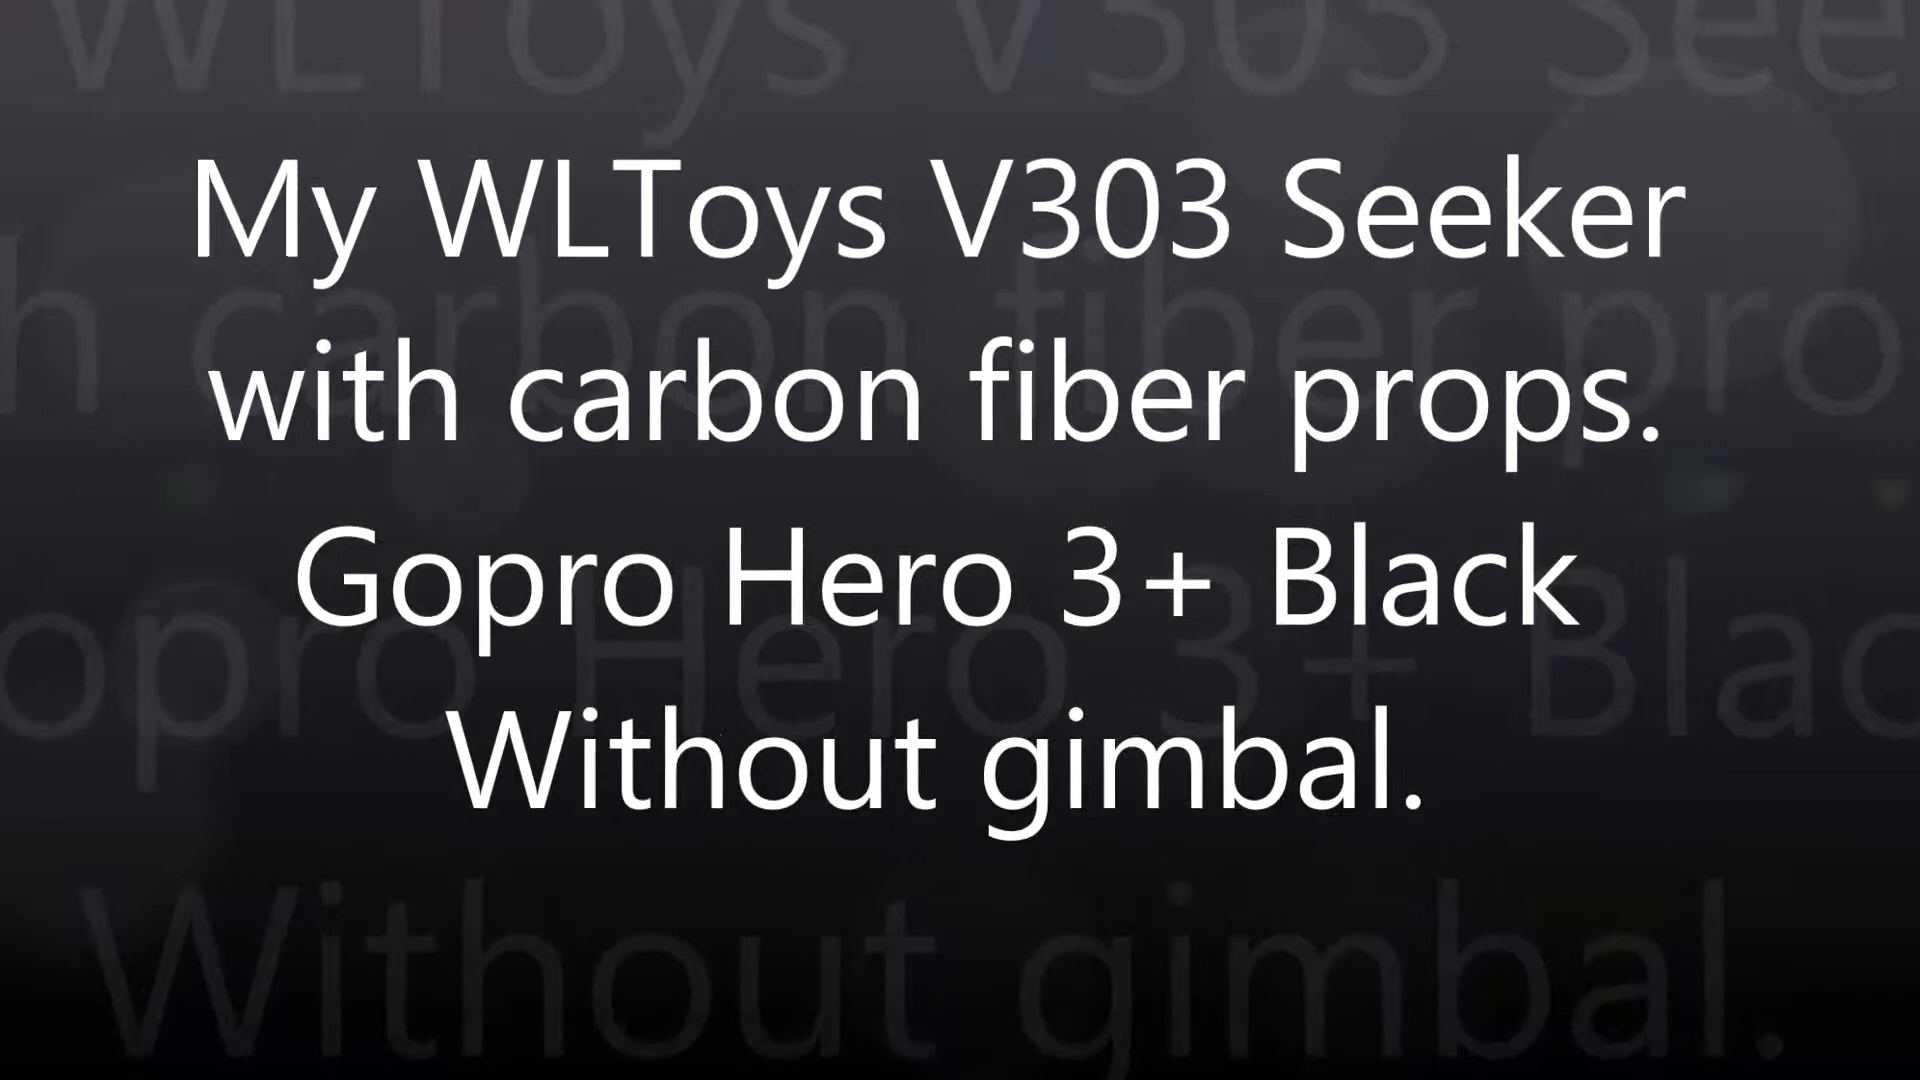 My WLToys V303 Seeker
with carbon fiber props.
Gopro Hero 3+ Black
Without gimbal.